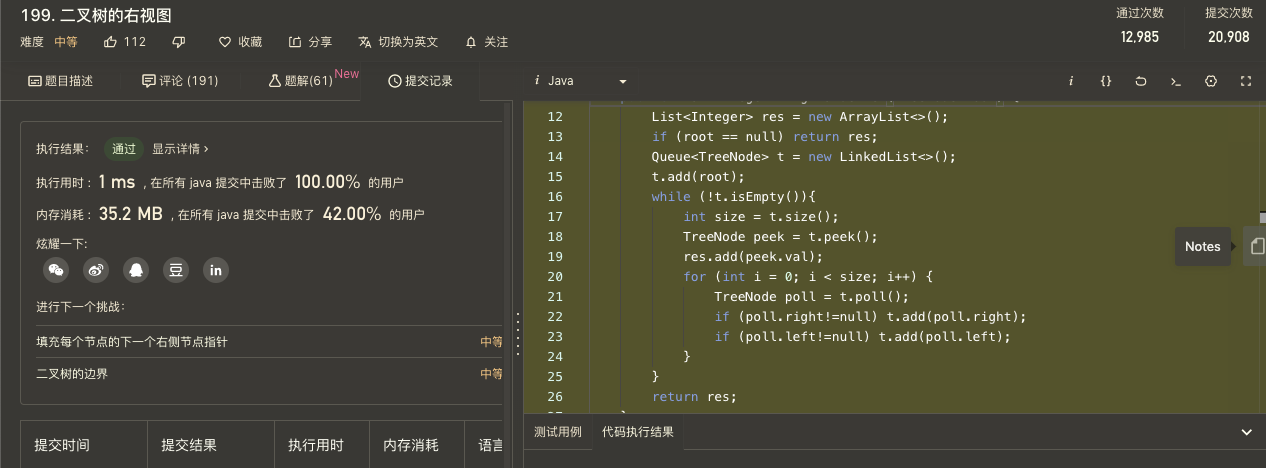 199. 二叉树的右视图
难度 中等 112 收藏 分享 切换为英文 关注
通过次数 提交次数
12,985 20,908
题目描述 评论 (191) 题解(61) New 提交记录
执行结果： 通过 显示详情 ›
执行用时 : 1 ms , 在所有 java 提交中击败了 100.00% 的用户
内存消耗 : 35.2 MB , 在所有 java 提交中击败了 42.00% 的用户
炫耀一下:
豆 in
进行下一个挑战：
填充每个节点的下一个右侧节点指针 中等
二叉树的边界 中等
提交时间 提交结果 执行用时 内存消耗 语言
i Java i {}
12 List<Integer> res = new ArrayList<>();
13 if (root == null) return res;
14 Queue<TreeNode> t = new LinkedList<>();
15 t.add(root);
16 while (!t.isEmpty()){
17 int size = t.size();
18 TreeNode peek = t.peek();
19 res.add(peek.val);
20 for (int i = 0; i < size; i++) {
21 TreeNode poll = t.poll();
22 if (poll.right!=null) t.add(poll.right);
23 if (poll.left!=null) t.add(poll.left);
24 }
25 }
26 return res;
Notes
测试用例 代码执行结果